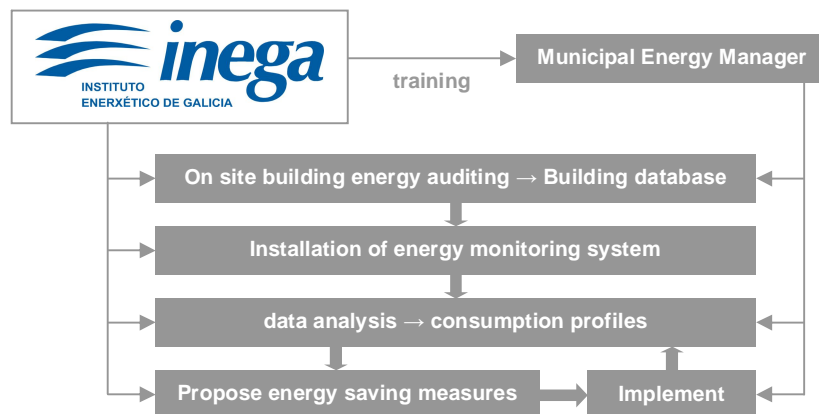 inega
INSTITUTO
ENERXÉTICO DE GALICIA
training
Municipal Energy Manager
On site building energy auditing → Building database
Installation of energy monitoring system
data analysis → consumption profiles
Propose energy saving measures
Implement